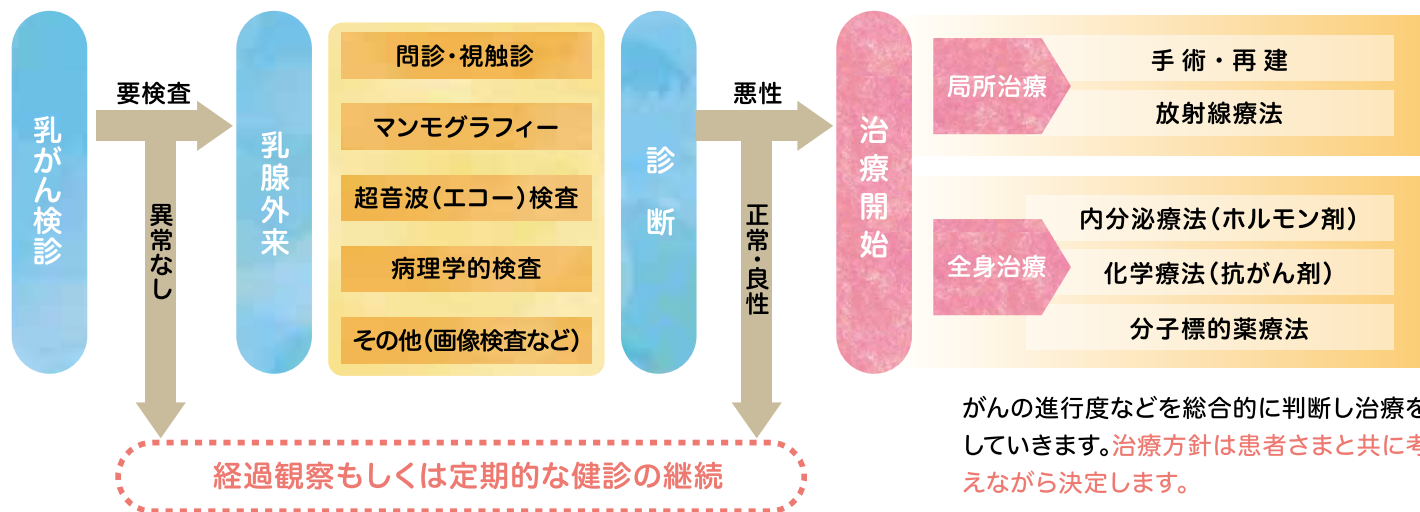 乳がん検診
要検査
異常なし
乳腺外来
問診・視触診
マンモグラフィー
超音波(エコー)検査
病理学的検査
その他(画像検査など)
診断
悪性
正常・良性
治療開始
局所治療
手術・再建
放射線療法
全身治療
内分泌療法(ホルモン剤)
化学療法(抗がん剤)
分子標的薬療法
経過観察もしくは定期的な健診の継続
がんの進行度などを総合的に判断し治療を
していきます。治療方針は患者さまと共に考
えながら決定します。